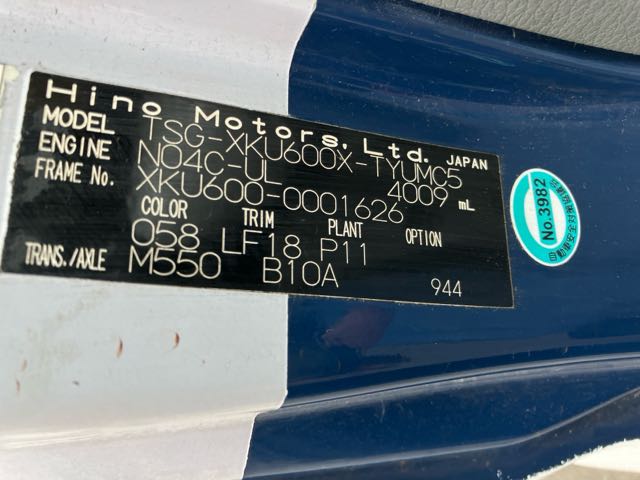 Hino Motors, Ltd. JAPAN
MODEL TSG-XKU600X-TYUMC5
ENGINE N04C-UL 4009 mL
FRAME No. XKU600-0001626
COLOR TRIM PLANT OPTION
058 LF18 P11
TRANS./AXLE M550 B10A 944
No.3982